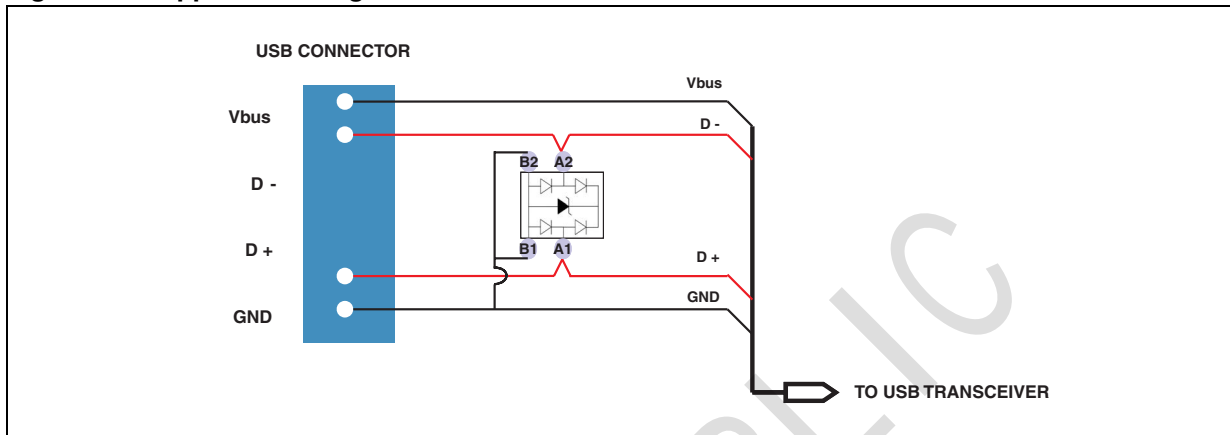 USB CONNECTOR
Vbus
Vbus
D -
B2 A2
D -
D +
B1 A1
D +
GND
GND
TO USB TRANSCEIVER